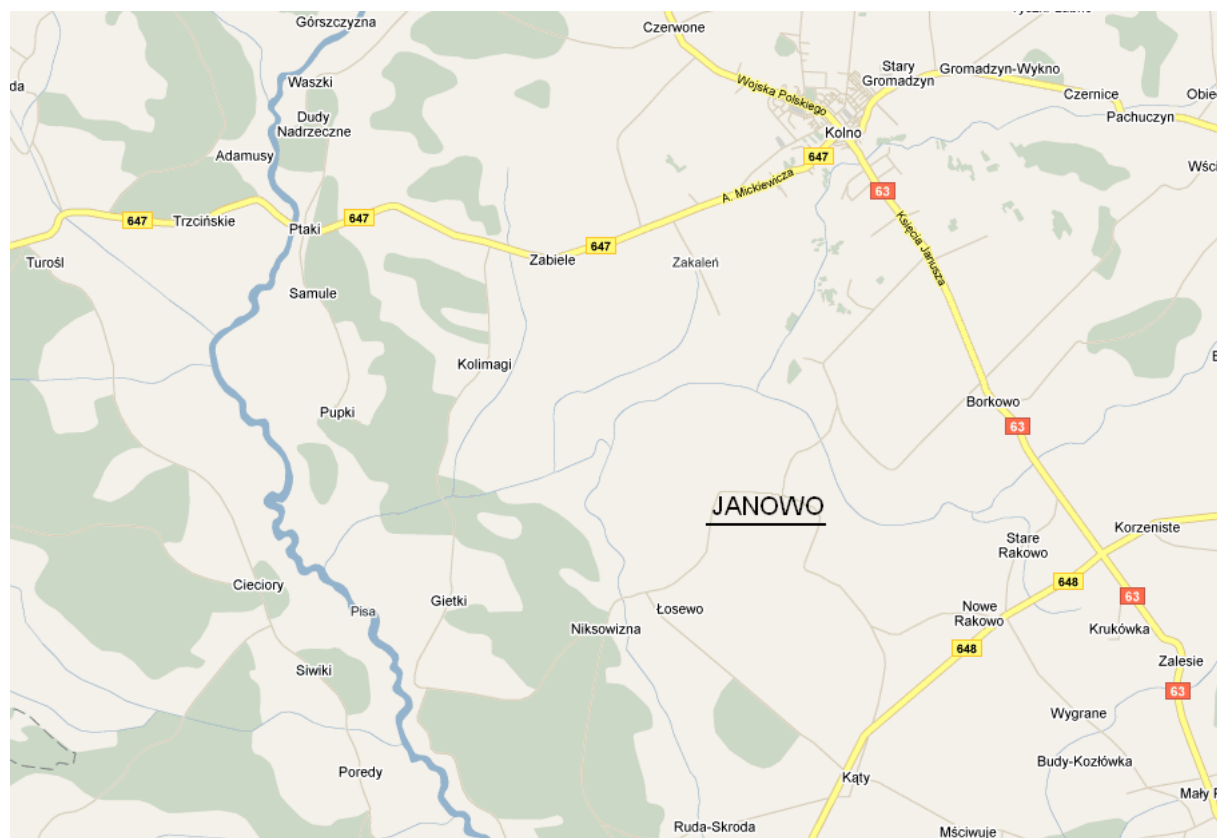 Górszczyzna
Czerwone
Stary
Gromadzyn
Gromadzyn-Wykno
Waszki
Wojska Polskiego
Czernice
Dudy
Nadrzeczne
Kolno
Pachuczyn
Adamusy
647
A. Mickiewicza
63
Trzcińskie
647
647
Ptaki
Księcia Janusza
647
Turośl
Zabiele
Zakaleń
Samule
Kolimagi
Borkowo
Pupki
63
JANOWO
Korzeniste
Stare
Rakowo
Cieciory
648
Pisa
Gietki
Łosewo
Nowe
Rakowo
63
Niksowizna
Krukówka
648
Siwiki
Zalesie
63
Wygrane
Poredy
Kąty
Budy-Kozłówka
Mały
Ruda-Skroda
Mściwuje